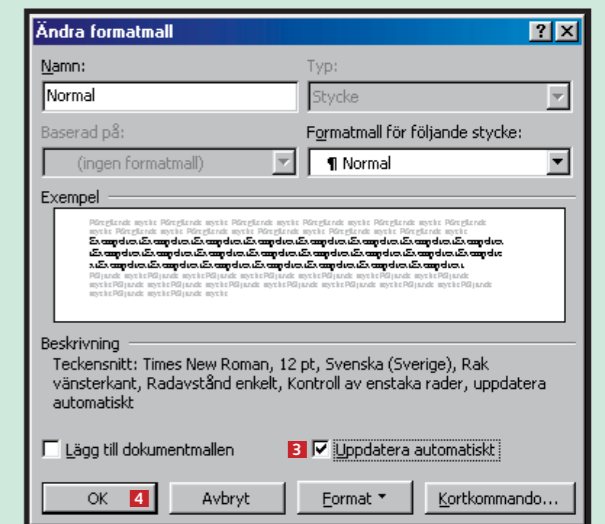 Ändra formatmall
Namn: Typ:
Normal Stycke
Baserad på: Formatmall för följande stycke:
(ingen formatmall) ¶ Normal
Exempel
Beskrivning
Teckensnitt: Times New Roman, 12 pt, Svenska (Sverige), Rak
vänsterkant, Radavstånd enkelt, Kontroll av enstaka rader, uppdatera
automatiskt
Lägg till dokumentmallen 3 Uppdatera automatiskt
OK 4 Avbryt Format Kortkommando...